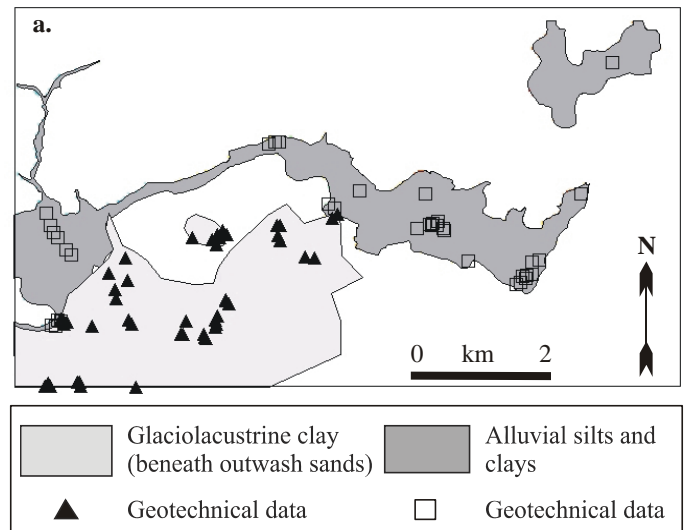 a.
N
0 km 2
Glaciolacustrine clay
(beneath outwash sands)
Alluvial silts and
clays
Geotechnical data
Geotechnical data